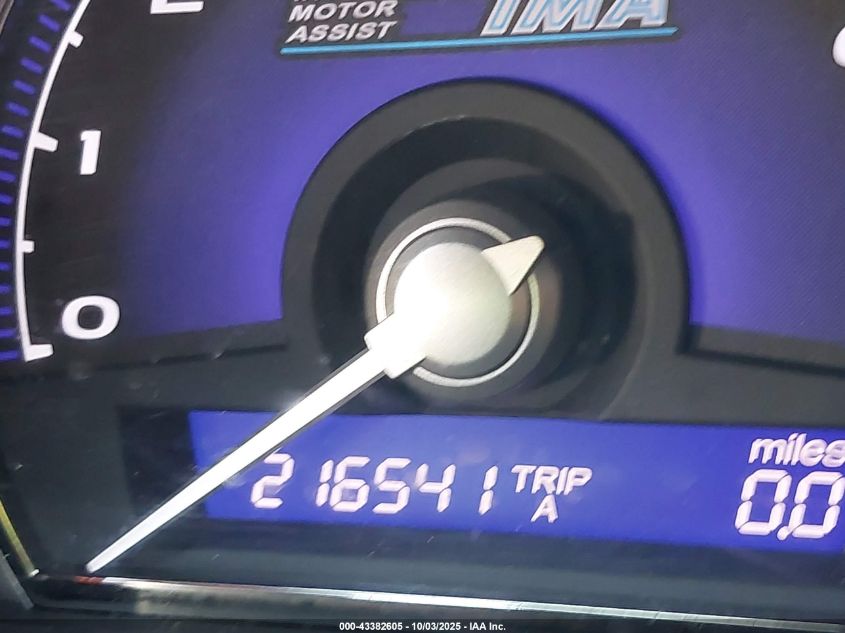 MOTOR
ASSIST
IMA
1
0
216541 TRIP A
miles
0.0
000-43382605 - 10/03/2025 - IAA Inc.